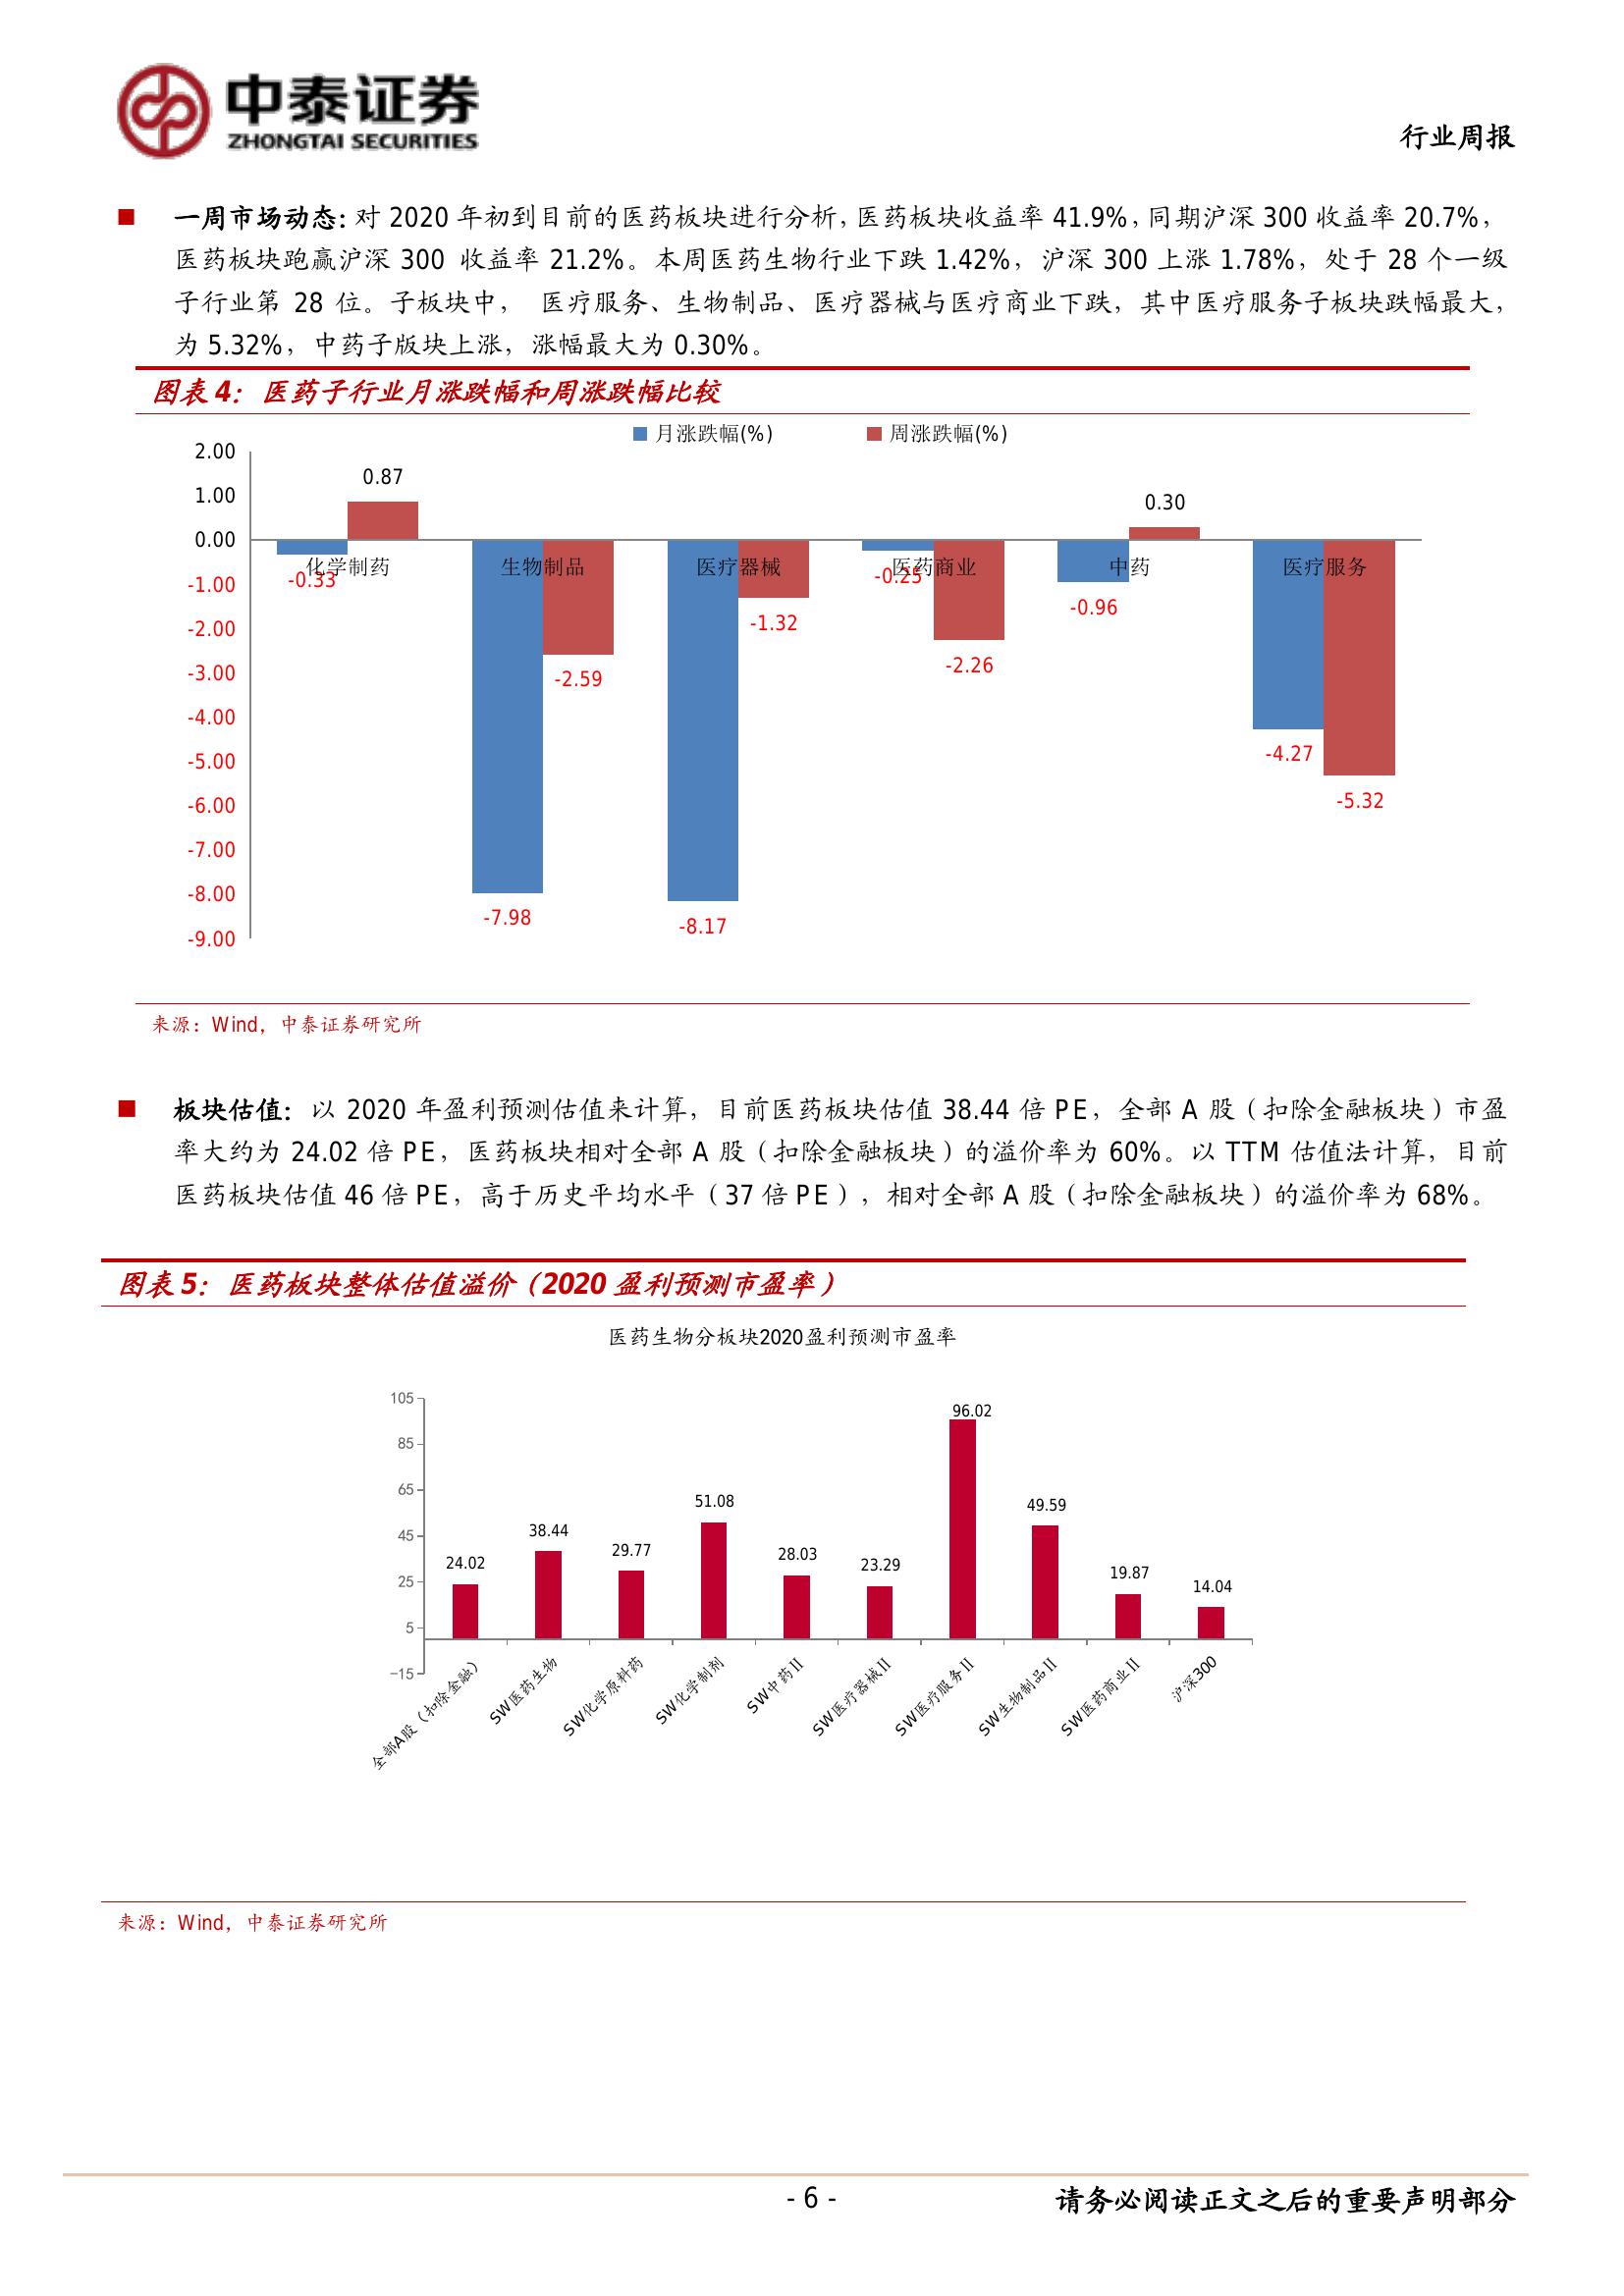 中泰证券
ZHONGTAI SECURITIES
行业周报
■ 一周市场动态：对 2020 年初到目前的医药板块进行分析，医药板块收益率 41.9%，同期沪深 300 收益率 20.7%，
医药板块跑赢沪深 300 收益率 21.2%。本周医药生物行业下跌 1.42%，沪深 300 上涨 1.78%，处于 28 个一级
子行业第 28 位。子板块中， 医疗服务、生物制品、医疗器械与医疗商业下跌，其中医疗服务子板块跌幅最大，
为 5.32%，中药子版块上涨，涨幅最大为 0.30%。
图表 4：医药子行业月涨跌幅和周涨跌幅比较
月涨跌幅(%) 周涨跌幅(%)
2.00
1.00
0.00
-1.00
-2.00
-3.00
-4.00
-5.00
-6.00
-7.00
-8.00
-9.00
0.87
0.30
化学制药 生物制品 医疗器械 医药商业 中药 医疗服务
-0.33
-0.25
-0.96
-1.32
-2.26
-2.59
-4.27
-5.32
-7.98
-8.17
来源：Wind，中泰证券研究所
■ 板块估值：以 2020 年盈利预测估值来计算，目前医药板块估值 38.44 倍 PE，全部 A 股（扣除金融板块）市盈
率大约为 24.02 倍 PE，医药板块相对全部 A 股（扣除金融板块）的溢价率为 60%。以 TTM 估值法计算，目前
医药板块估值 46 倍 PE，高于历史平均水平（37 倍 PE），相对全部 A 股（扣除金融板块）的溢价率为 68%。
图表 5：医药板块整体估值溢价（2020 盈利预测市盈率）
医药生物分板块2020盈利预测市盈率
105
85
65
45
25
5
-15
24.02
38.44
29.77
51.08
28.03
23.29
96.02
49.59
19.87
14.04
全部A股（扣除金融）
SW医药生物
SW化学原料药
SW化学制剂
SW中药II
SW医疗器械II
SW医疗服务II
SW生物制品II
SW医药商业II
沪深300
来源：Wind，中泰证券研究所
- 6 -
请务必阅读正文之后的重要声明部分